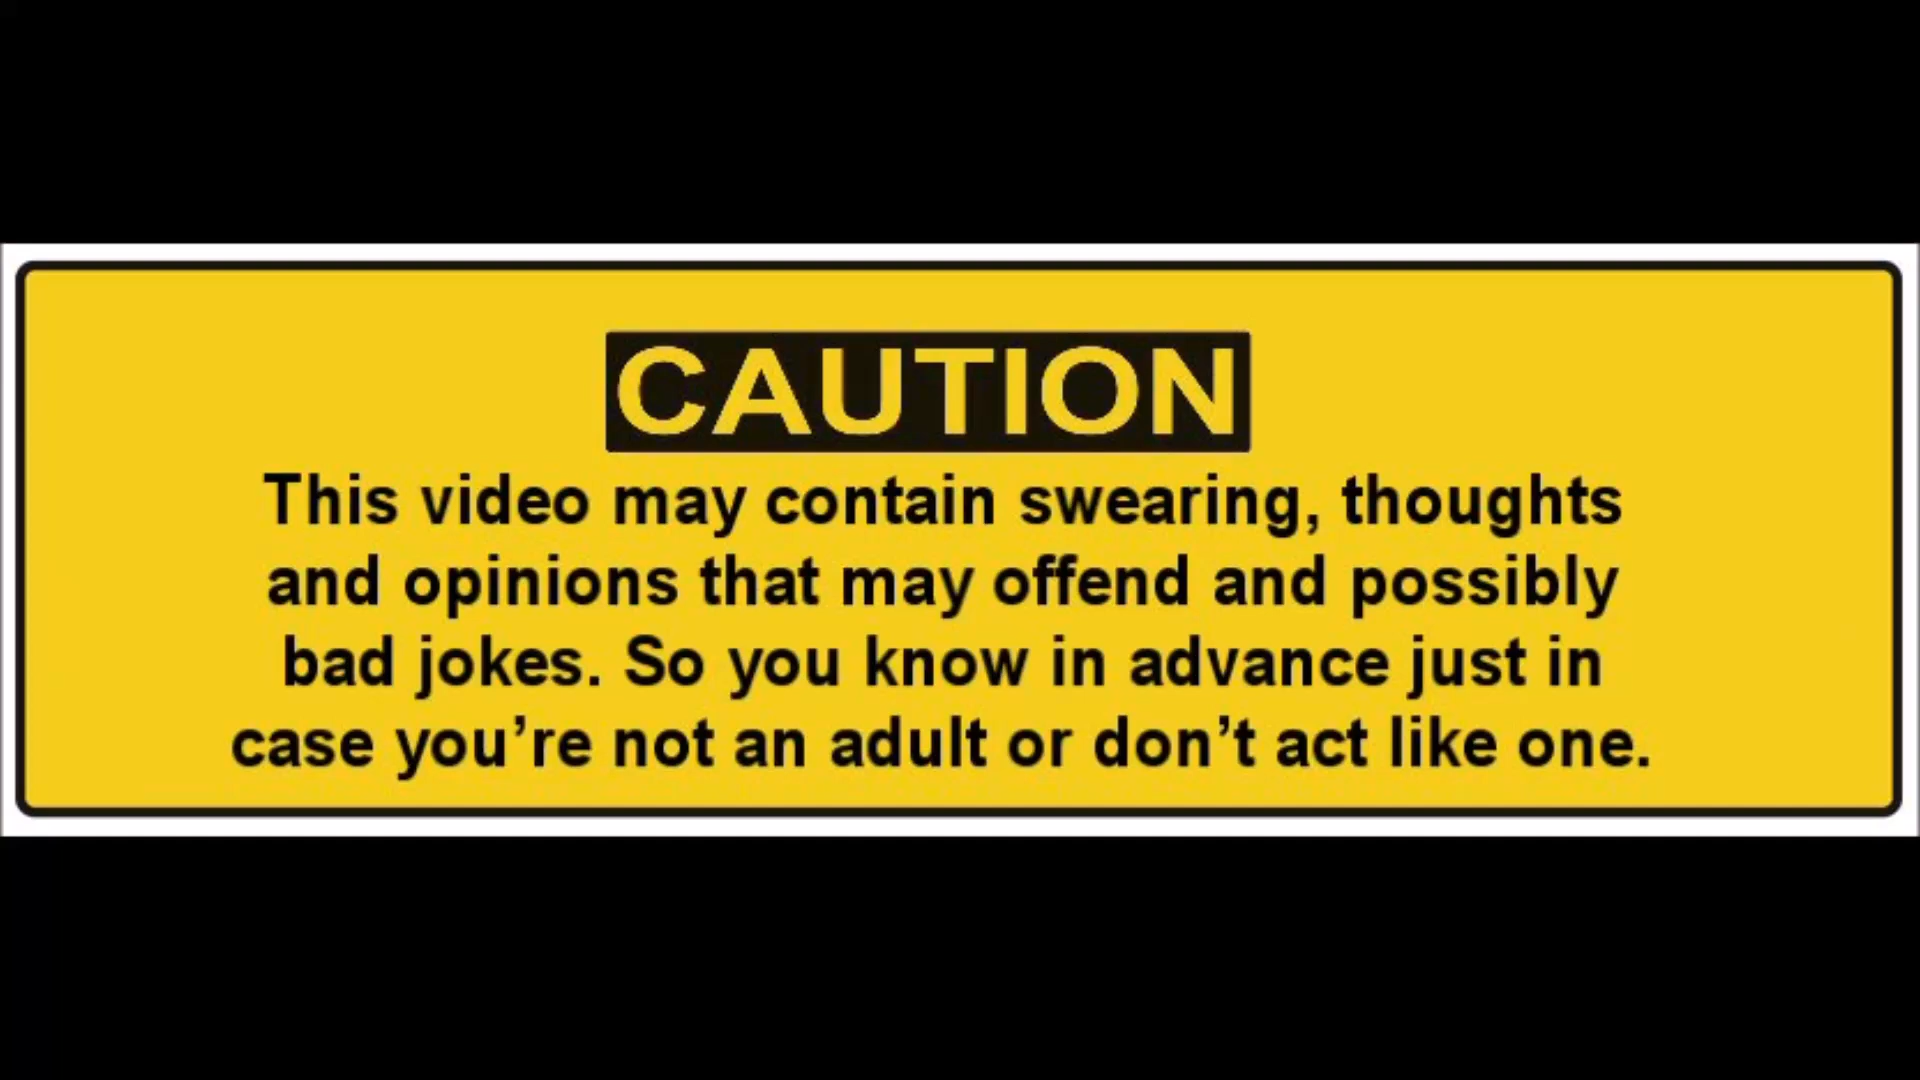 CAUTION
This video may contain swearing, thoughts
and opinions that may offend and possibly
bad jokes. So you know in advance just in
case you’re not an adult or don’t act like one.